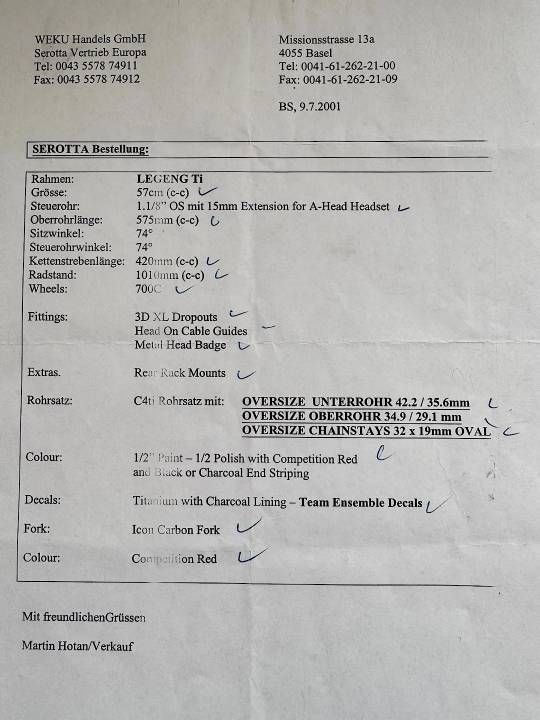 WEKU Handels GmbH
Serotta Vertrieb Europa
Tel: 0043 5578 74911
Fax: 0043 5578 74912
Missionsstrasse 13a
4055 Basel
Tel: 0041-61-262-21-00
Fax: 0041-61-262-21-09
BS, 9.7.2001
SEROTTA Bestellung:
Rahmen: LEGENG Ti
Grösse: 57cm (c-c)
Steuerohr: 1.1/8" OS mit 15mm Extension for A-Head Headset
Oberrohrlänge: 575mm (c-c)
Sitzwinkel: 74°
Steuerohrwinkel: 74°
Kettenstrebenlänge: 420mm (c-c)
Radstand: 1010mm (c-c)
Wheels: 700C
Fittings: 3D XL Dropouts
Head On Cable Guides
Metal Head Badge
Extras. Rear Rack Mounts
Rohrsatz: C4ti Rohrsatz mit: OVERSIZE UNTERROHR 42.2 / 35.6mm
OVERSIZE OBERROHR 34.9 / 29.1 mm
OVERSIZE CHAINSTAYS 32 x 19mm OVAL
Colour: 1/2" Paint – 1/2 Polish with Competition Red
and Black or Charcoal End Striping
Decals: Titanium with Charcoal Lining – Team Ensemble Decals
Fork: Icon Carbon Fork
Colour: Competition Red
Mit freundlichenGrüssen
Martin Hotan/Verkauf